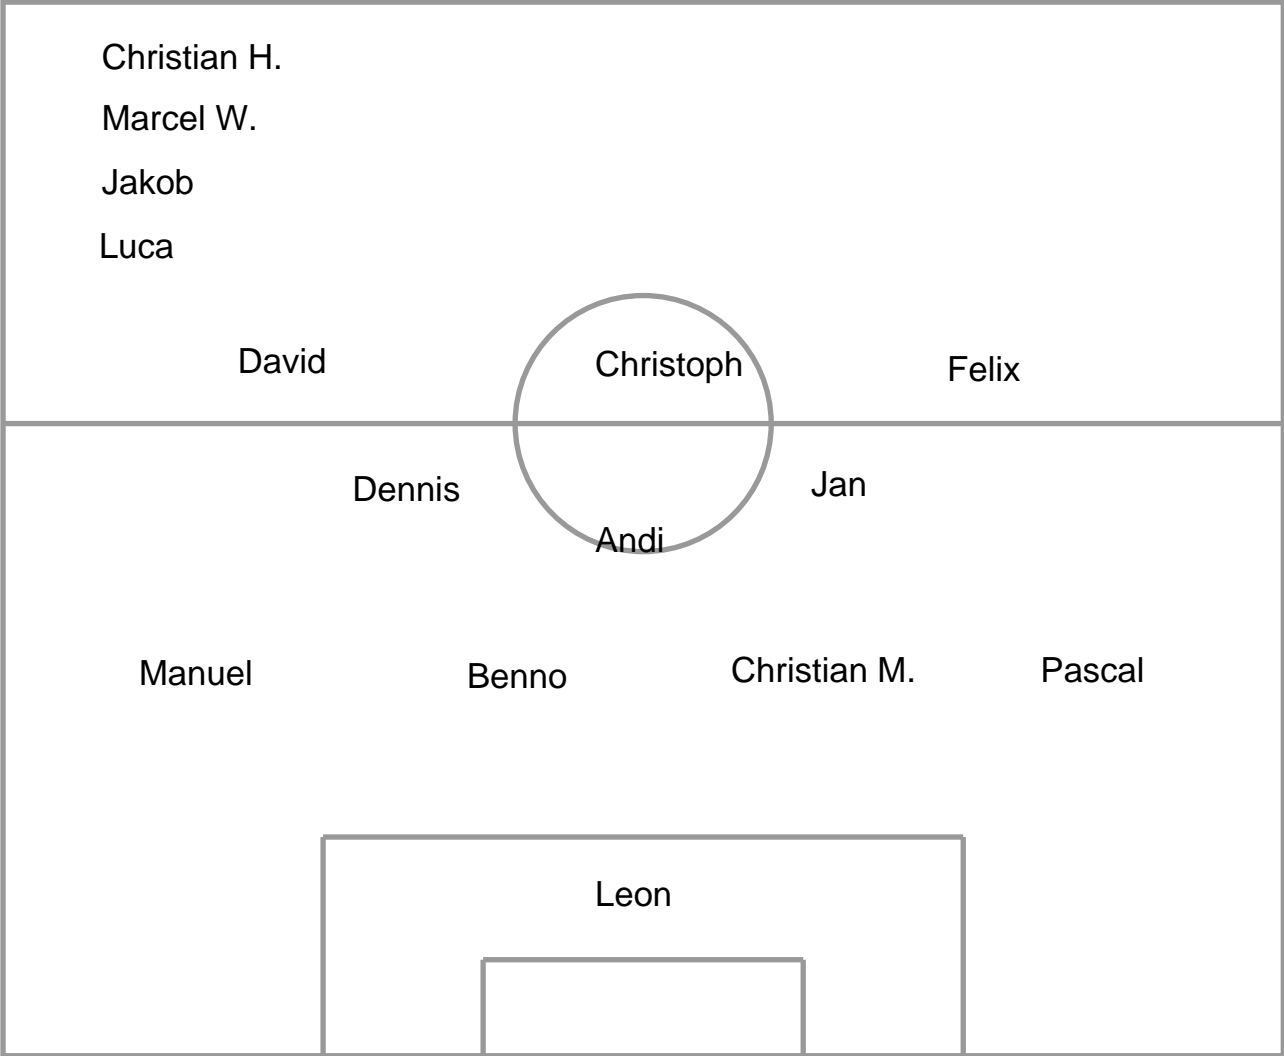 Christian H.
Marcel W.
Jakob
Luca
David Christoph Felix
Dennis Jan
Andi
Manuel Benno Christian M. Pascal
Leon